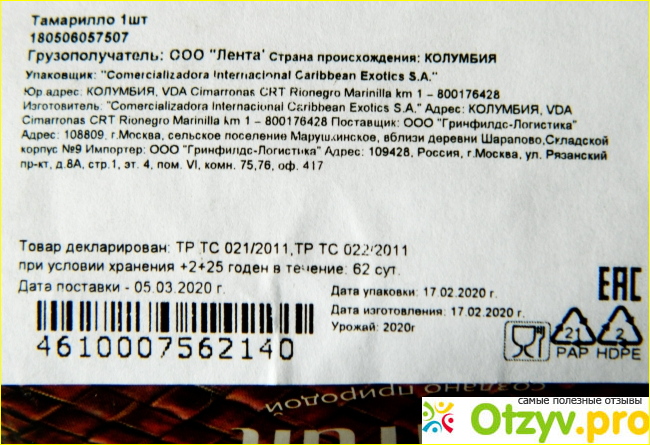 Тамарилло 1шт
180506057507
Грузополучатель: ООО "Лента' Страна происхождения: КОЛУМБИЯ
Упаковщик: "Comercializadora Internacional Caribbean Exotics S.A."
Юр адрес: КОЛУМБИЯ, VDA Cimarronas CRT Rionegro Marinilla km 1 - 800176428
Изготовитель: "Comercializadora Internacional Caribbean Exotics S.A." Адрес: КОЛУМБИЯ, VDA
Cimarronas CRT Rionegro Marinilla km 1 - 800176428 Поставщик: ООО "Гринфилдс-Логистика"
Адрес: 108809, г.Москва, сельское поселение Марушкинское, вблизи деревни Шарапово,Складской
корпус №9 Импортер: ООО "Гринфилдс-Логистика" Адрес: 109428, Россия, г.Москва, ул. Рязанский
пр-кт, д.8А, стр.1, эт. 4, пом. VI, комн. 75,76, оф. 417
Товар декларирован: ТР ТС 021/2011,ТР ТС 022/2011
при условии хранения +2+25 годен в течение: 62 сут.
Дата поставки - 05.03.2020 г.
Дата упаковки: 17.02.2020 г.
Дата изготовления: 17.02.2020 г.
Урожай: 2020г
4610007562140
EAC
21
PAP
2
HDPE
создано природой
самые полезные отзывы
Otzyv.pro